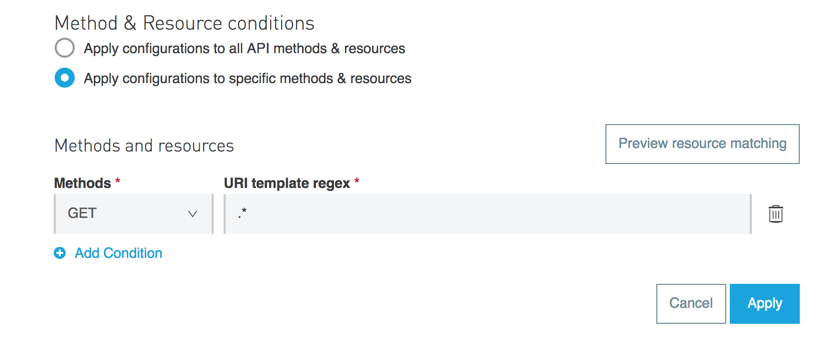 Method & Resource conditions
Apply configurations to all API methods & resources
Apply configurations to specific methods & resources
Methods and resources
Preview resource matching
Methods *
URI template regex *
GET
.*
Add Condition
Cancel
Apply